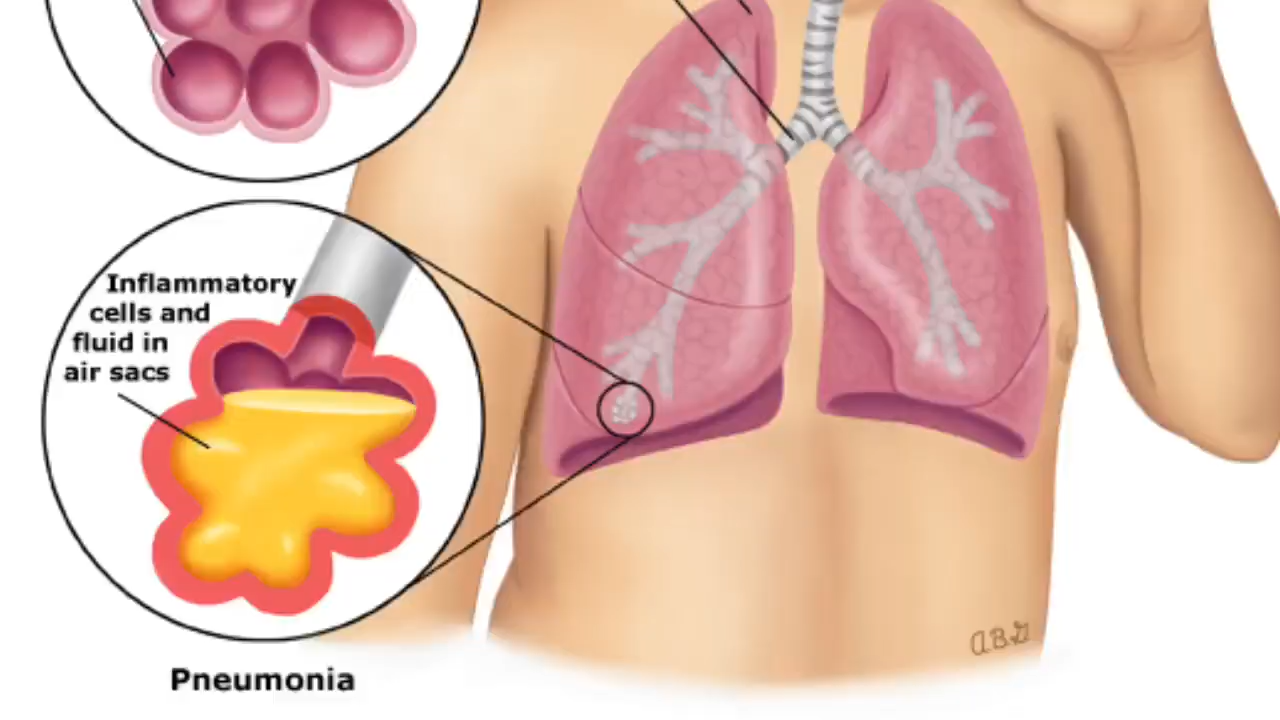 Inflammatory
cells and
fluid in
air sacs
A.B.G
Pneumonia